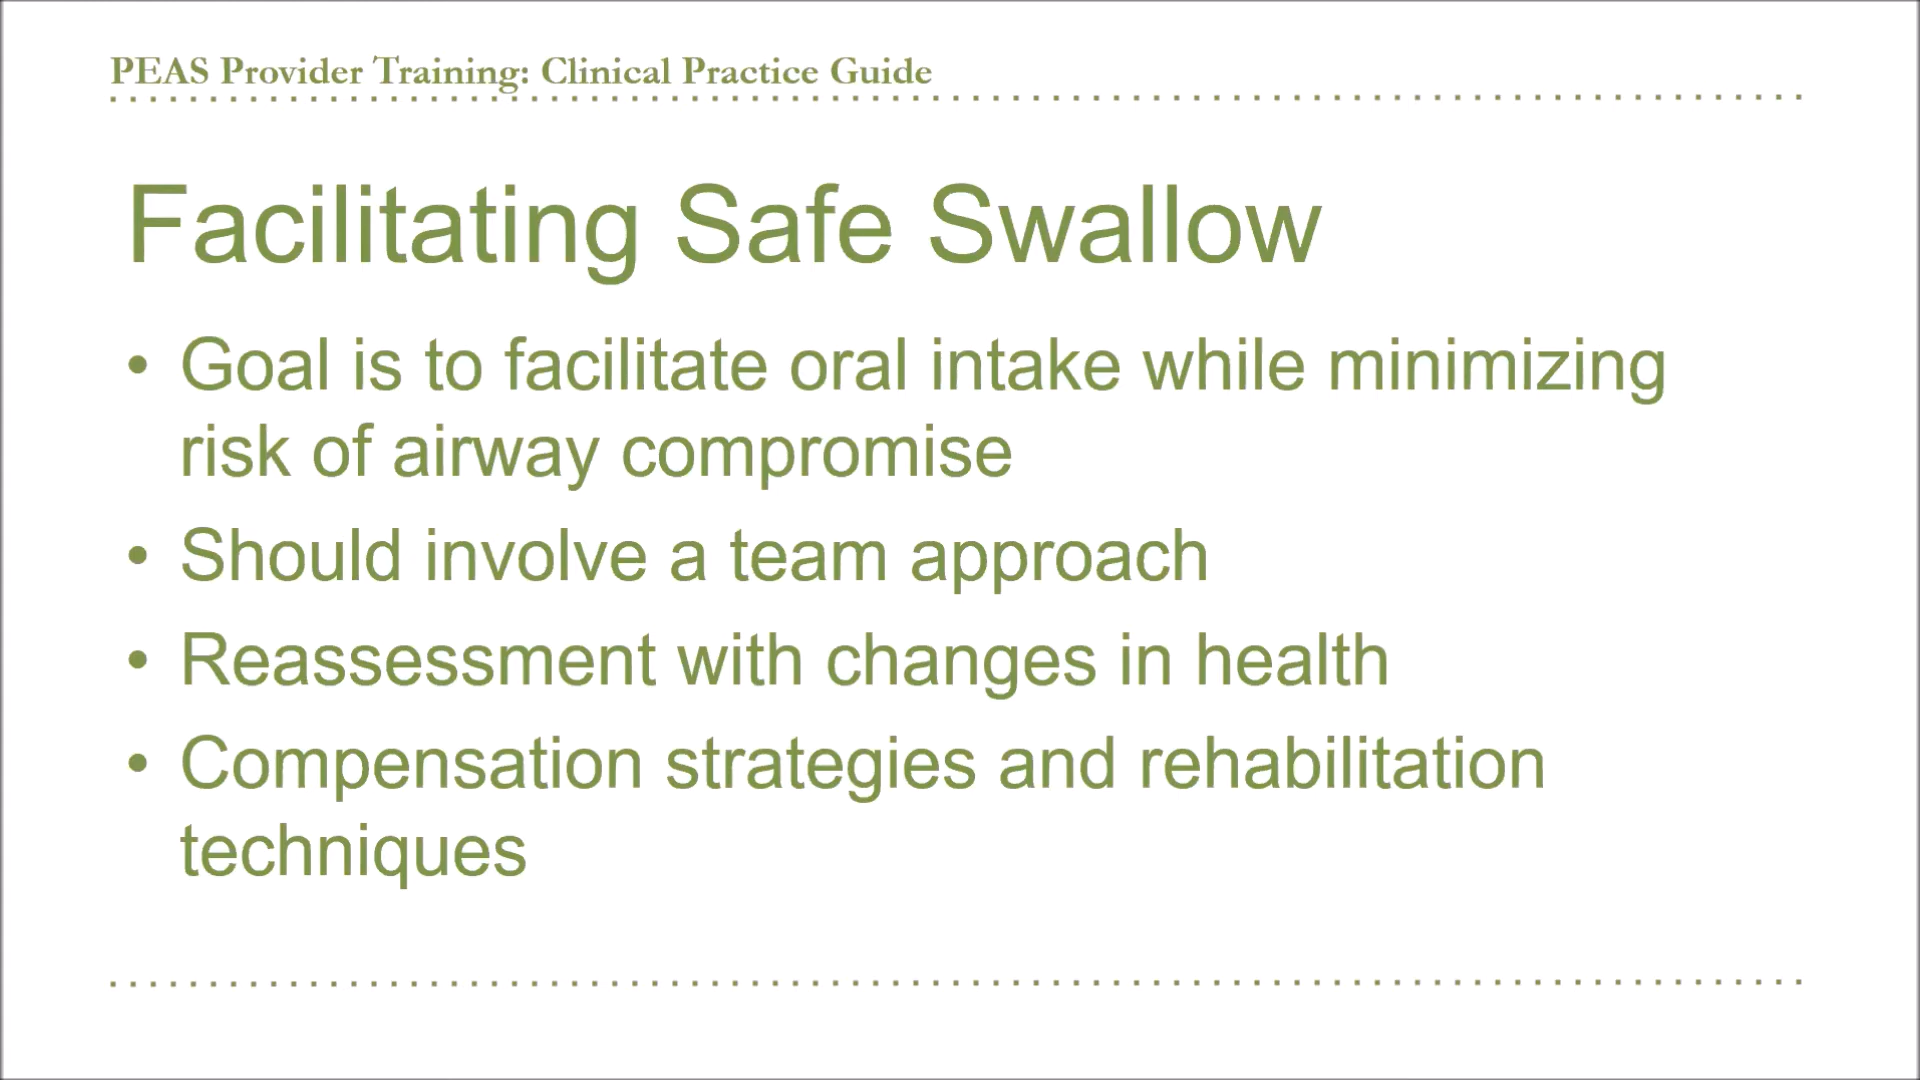 PEAS Provider Training: Clinical Practice Guide
Facilitating Safe Swallow
• Goal is to facilitate oral intake while minimizing
risk of airway compromise
• Should involve a team approach
• Reassessment with changes in health
• Compensation strategies and rehabilitation
techniques